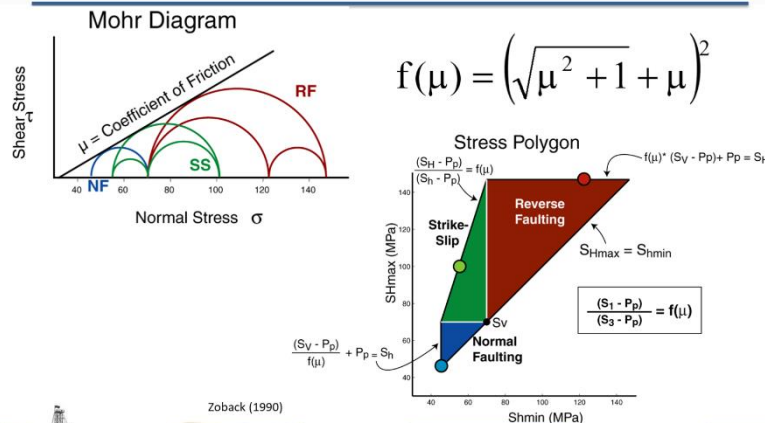 Mohr Diagram
Shear Stress
τ
μ = Coefficient of Friction
RF
SS
NF
40 60 80 100 120 140
Normal Stress σ
f(μ) = (√μ² + 1 + μ)²
Stress Polygon
(SH - Pp)
(Sh - Pp) = f(μ)
f(μ)* (SV - Pp)+ Pp = SH
140
120
100
80
60
40
SHmax (MPa)
Strike-
Slip
Reverse
Faulting
SHmax = Shmin
(S1 - Pp)
(S3 - Pp) = f(μ)
Sv
Normal
Faulting
(SV - Pp)
f(μ) + Pp = Sh
40 60 80 100 120 140
Shmin (MPa)
Zoback (1990)